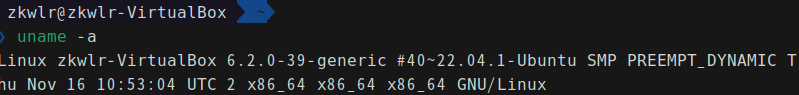 zkwlr@zkwlr-VirtualBox ~
❯ uname -a
Linux zkwlr-VirtualBox 6.2.0-39-generic #40~22.04.1-Ubuntu SMP PREEMPT_DYNAMIC T
hu Nov 16 10:53:04 UTC 2 x86_64 x86_64 x86_64 GNU/Linux